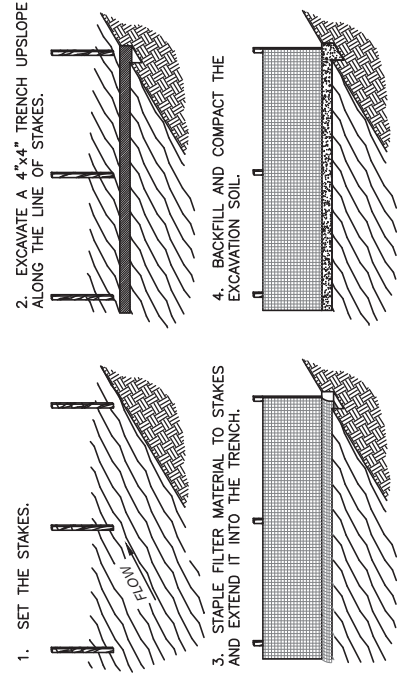 1. SET THE STAKES.
FLOW
2. EXCAVATE A 4"x4" TRENCH UPSLOPE
ALONG THE LINE OF STAKES.
3. STAPLE FILTER MATERIAL TO STAKES
AND EXTEND IT INTO THE TRENCH.
4. BACKFILL AND COMPACT THE
EXCAVATION SOIL.